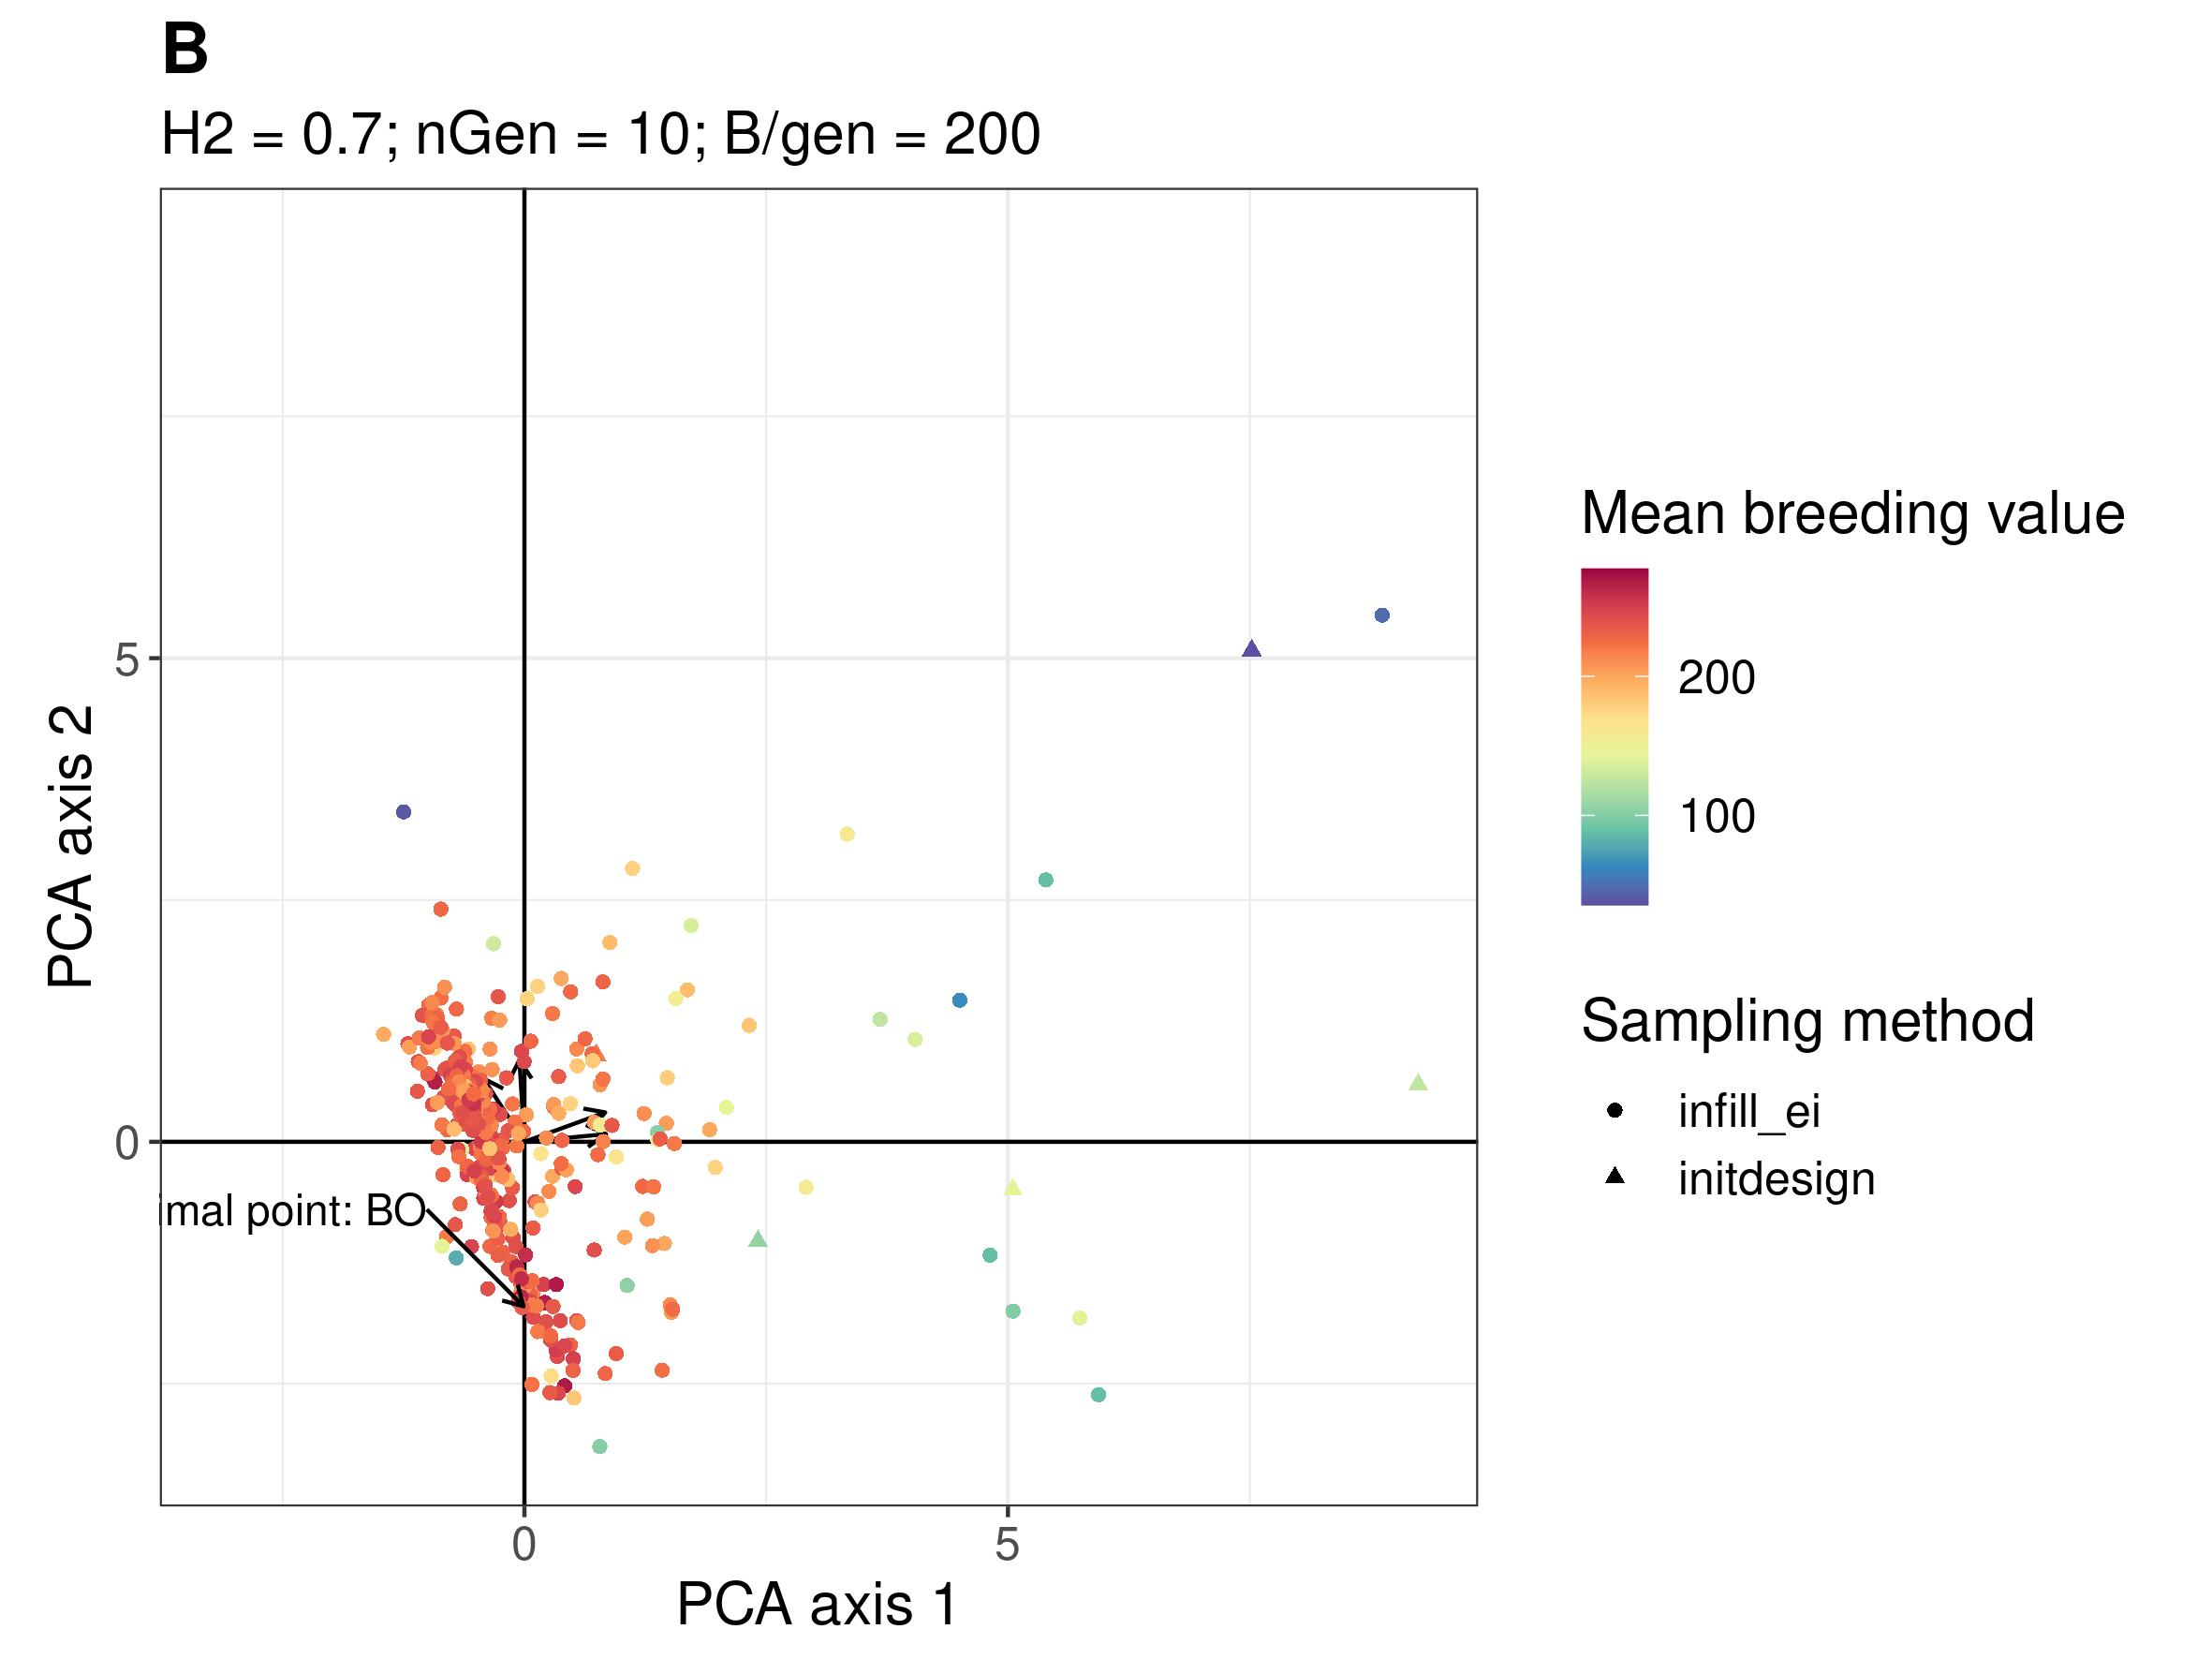 B
H2 = 0.7; nGen = 10; B/gen = 200
PCA axis 2
5
0
imal point: BO
0
5
PCA axis 1
Mean breeding value
200
100
Sampling method
infill_ei
initdesign